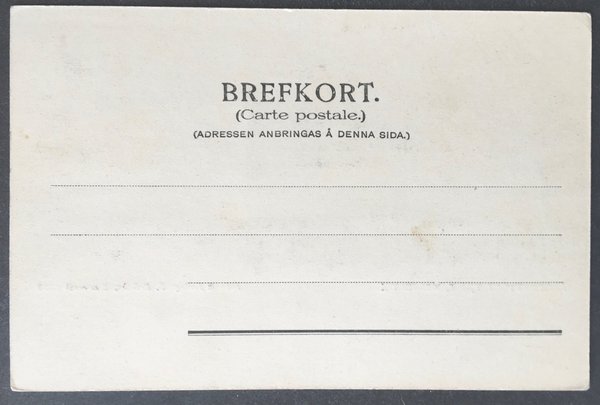 BREFKORT.
(Carte postale.)
(ADRESSEN ANBRINGAS Å DENNA SIDA.)